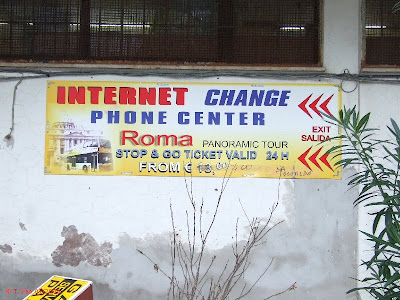 INTERNET CHANGE
PHONE CENTER
EXIT
SALIDA
Roma PANORAMIC TOUR
STOP & GO TICKET VALID 24 H
FROM €